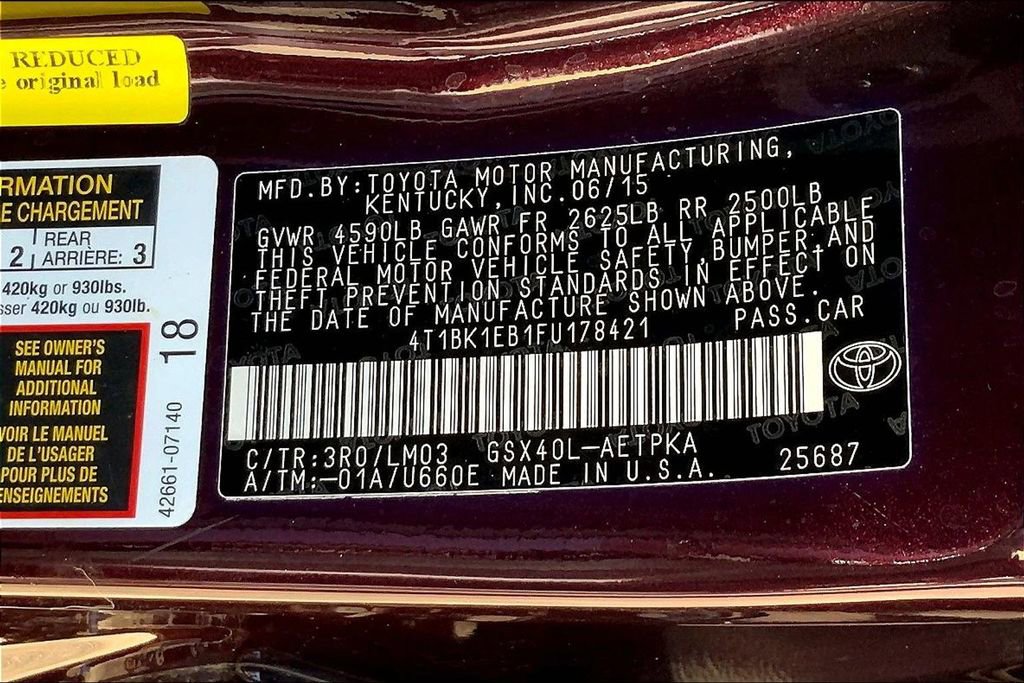 REDUCED
original load
RMATION
E CHARGEMENT
2 REAR
ARRIÈRE: 3
420kg or 930lbs.
sser 420kg ou 930lb.
SEE OWNER'S
MANUAL FOR
ADDITIONAL
INFORMATION
VOIR LE MANUEL
DE L'USAGER
POUR PLUS DE
ENSEIGNEMENTS
18
42661-07140
MFD.BY:TOYOTA MOTOR MANUFACTURING,
KENTUCKY, INC. 06/15
GVWR 4590LB GAWR FR 2625LB RR 2500LB
THIS VEHICLE CONFORMS TO ALL APPLICABLE
FEDERAL MOTOR VEHICLE SAFETY,BUMPER,AND
THEFT PREVENTION STANDARDS IN EFFECT ON
THE DATE OF MANUFACTURE SHOWN ABOVE.
4T1BK1EB1FU178421 PASS.CAR
TOYOTA
C/TR:3R0/LM03 GSX40L-AETPKA
A/TM:-01A/U660E MADE IN U.S.A. 25687